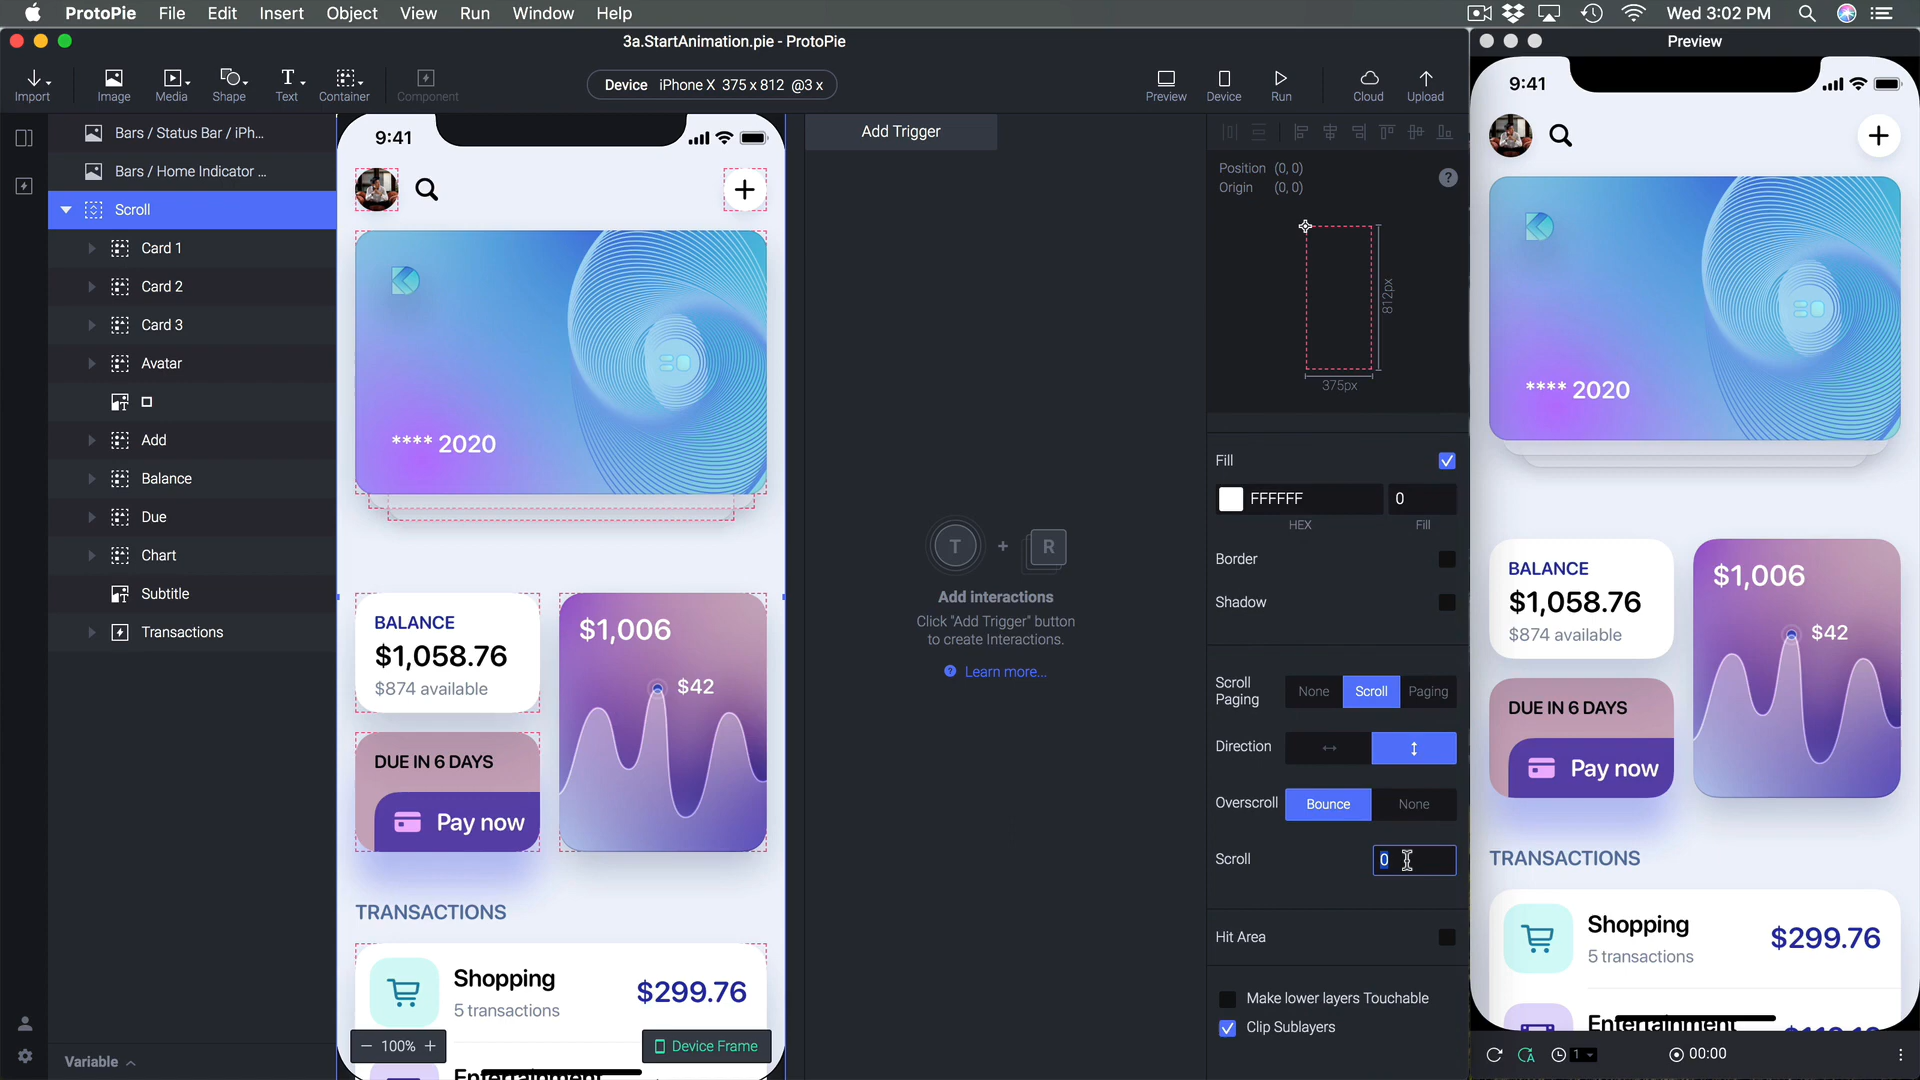 ProtoPie File Edit Insert Object View Run Window Help
Wed 3:02 PM
3a.StartAnimation.pie - ProtoPie
Preview
Import
Image
Media
Shape
T
Text
Container
Component
Device iPhone X 375 x 812 @3 x
Preview
Device
Run
Cloud
Upload
Bars / Status Bar / iPh...
Bars / Home Indicator ...
Scroll
Card 1
Card 2
Card 3
Avatar
Add
Balance
Due
Chart
Subtitle
Transactions
Variable
9:41
**** 2020
BALANCE
$1,058.76
$874 available
$1,006
$42
DUE IN 6 DAYS
Pay now
TRANSACTIONS
Shopping
5 transactions
$299.76
Entertainment
100%
Device Frame
Add Trigger
T + R
Add interactions
Click "Add Trigger" button
to create Interactions.
? Learn more...
Position (0, 0)
Origin (0, 0)
?
812px
375px
Fill
FFFFFF 0
HEX Fill
Border
Shadow
Scroll
Paging
None Scroll Paging
Direction
Overscroll Bounce None
Scroll 0
Hit Area
Make lower layers Touchable
Clip Sublayers
9:41
**** 2020
BALANCE
$1,058.76
$874 available
$1,006
$42
DUE IN 6 DAYS
Pay now
TRANSACTIONS
Shopping
5 transactions
$299.76
Entertainment
1
00:00